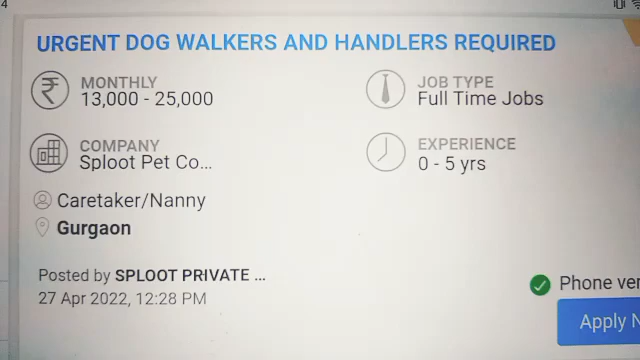 4
URGENT DOG WALKERS AND HANDLERS REQUIRED
MONTHLY
13,000 - 25,000
JOB TYPE
Full Time Jobs
COMPANY
Sploot Pet Co...
EXPERIENCE
0 - 5 yrs
Caretaker/Nanny
Gurgaon
Posted by SPLOOT PRIVATE ...
27 Apr 2022, 12:28 PM
Phone ver
Apply N